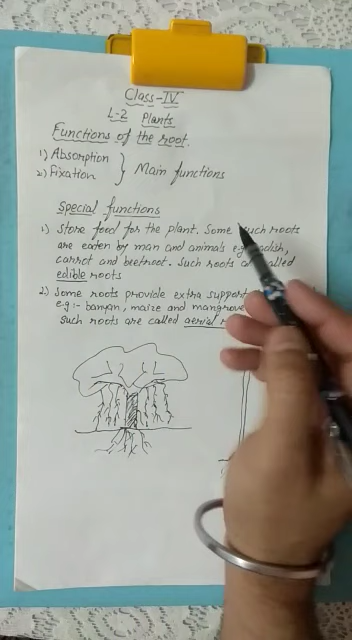 Class-IV
L-2 Plants
Functions of the root.
1) Absorption
2) Fixation } Main functions
Special functions
1) Store food for the plant. Some such roots
are eaten by man and animals e.g.
carrot and beetroot. Such roots called
edible roots
2) Some roots provide extra support
e.g:- banyan, maize and mangrove
such roots are called aerial